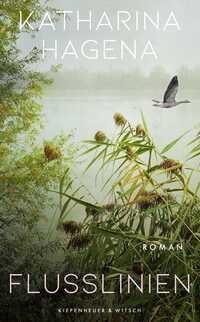 KATHARINA
HAGENA
ROMAN
KIEPENHEUER & WITSCH
FLUSSLINIEN